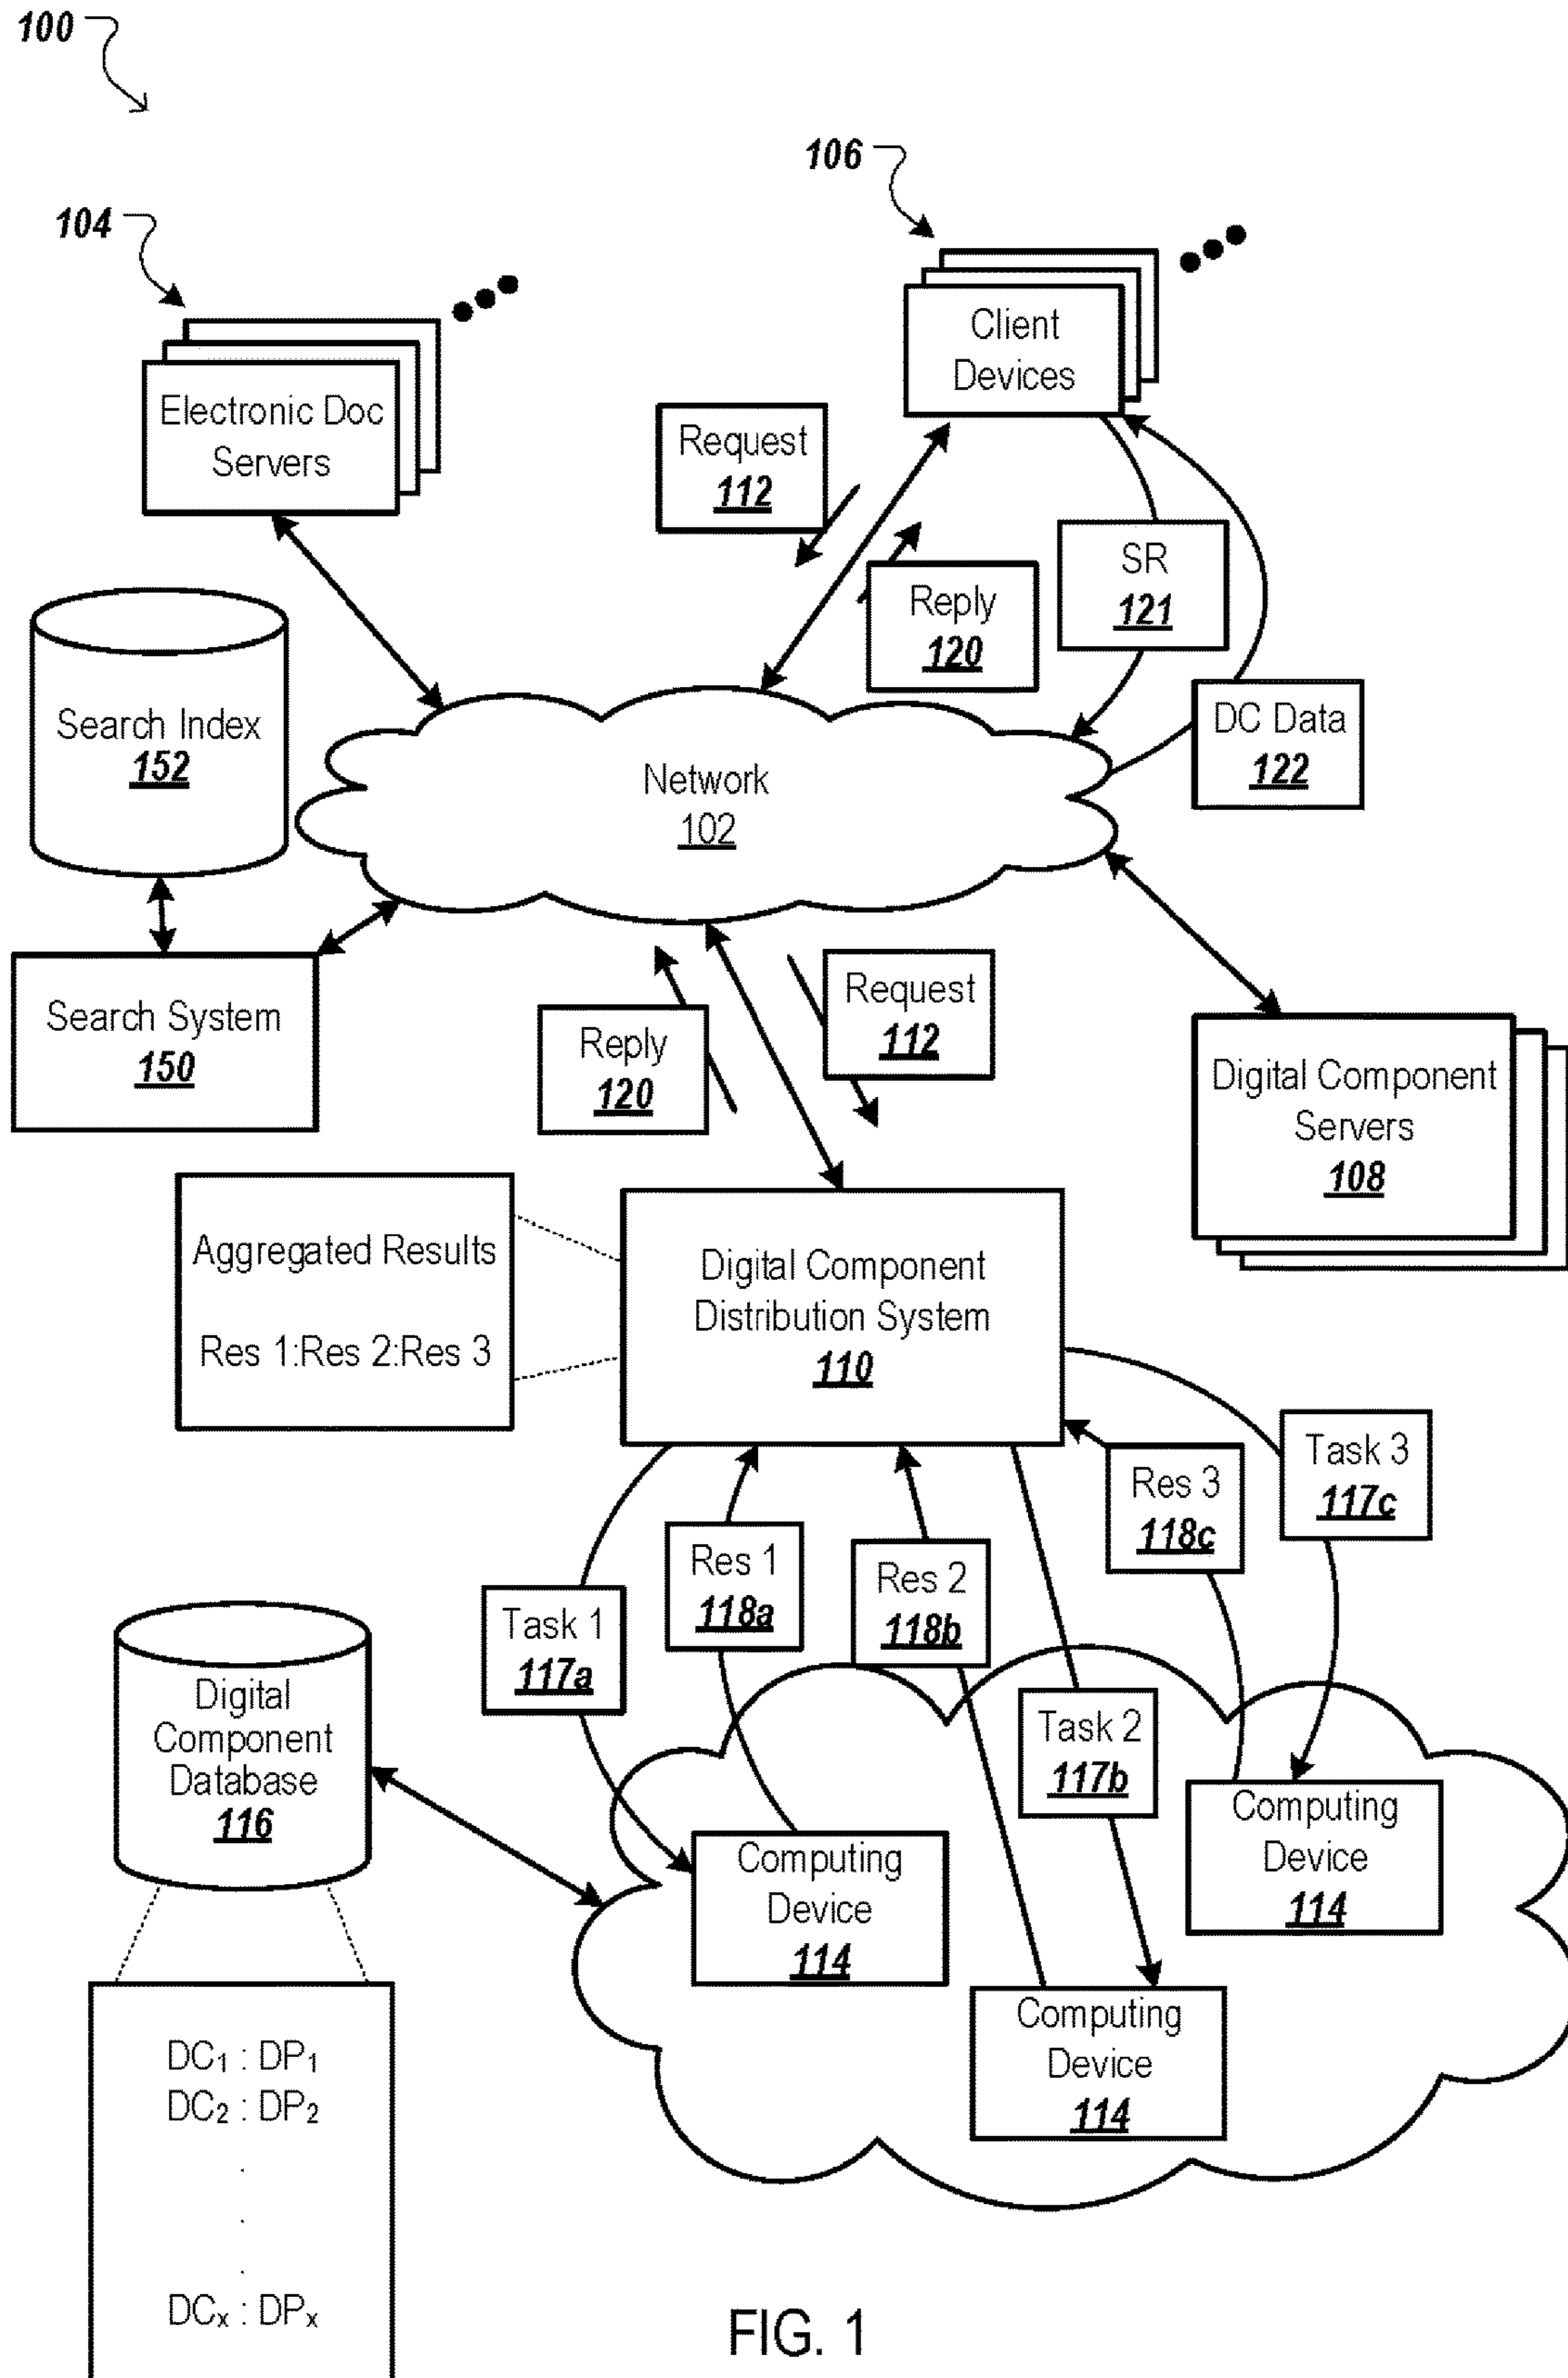 100
106
104
Client
Devices
Electronic Doc
Servers
Request
112
SR
121
Reply
120
Search Index
152
DC Data
122
Network
102
Search System
150
Reply
120
Request
112
Digital Component
Servers
108
Aggregated Results
Res 1:Res 2:Res 3
Digital Component
Distribution System
110
Task 3
117c
Res 3
118c
Res 1
118a
Res 2
118b
Task 1
117a
Task 2
117b
Digital
Component
Database
116
Computing
Device
114
Computing
Device
114
Computing
Device
114
DC₁ : DP₁
DC₂ : DP₂
.
.
.
DCₓ : DPₓ
FIG. 1